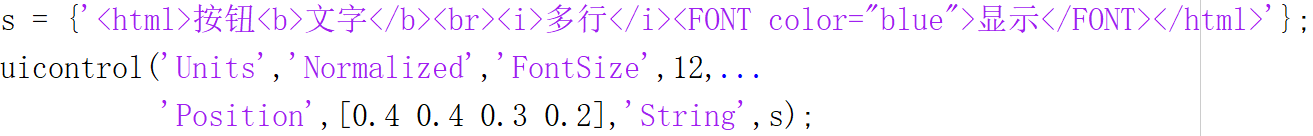 s = {'<html>按钮<b>文字</b><br><i>多行</i><FONT color="blue">显示</FONT></html>'};
uicontrol('Units','Normalized','FontSize',12,...
'Position',[0.4 0.4 0.3 0.2],'String',s);